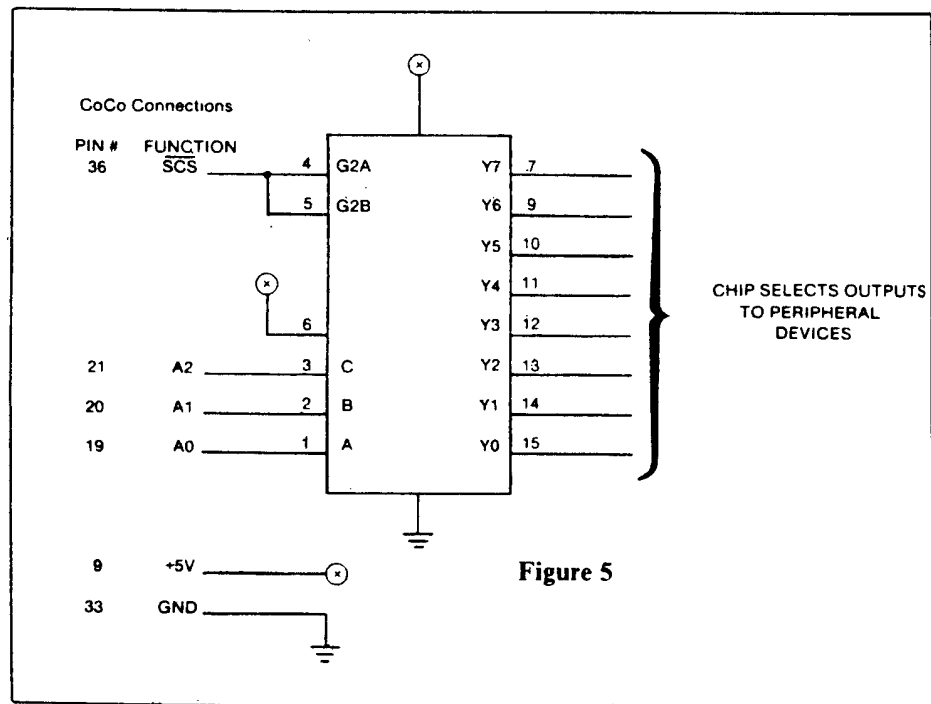 CoCo Connections
PIN # FUNCTION
36 SCS 4 G2A Y7 7
5 G2B Y6 9
Y5 10
Y4 11
6 Y3 12
21 A2 3 C Y2 13
20 A1 2 B Y1 14
19 A0 1 A Y0 15
CHIP SELECTS OUTPUTS
TO PERIPHERAL
DEVICES
9 +5V
33 GND
Figure 5